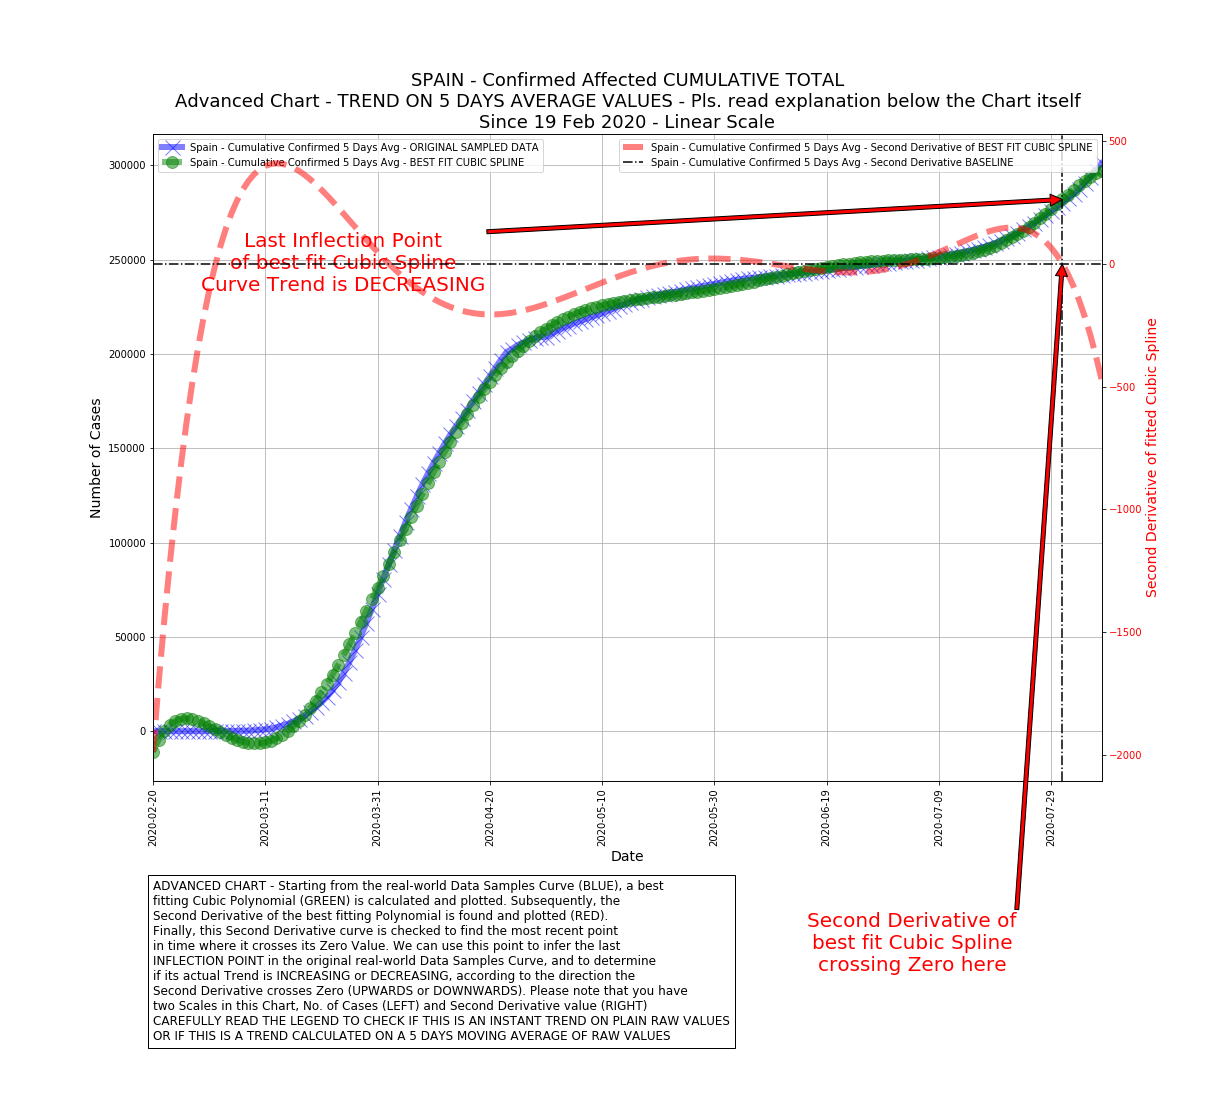 SPAIN - Confirmed Affected CUMULATIVE TOTAL
Advanced Chart - TREND ON 5 DAYS AVERAGE VALUES - Pls. read explanation below the Chart itself
Since 19 Feb 2020 - Linear Scale
Spain - Cumulative Confirmed 5 Days Avg - ORIGINAL SAMPLED DATA
Spain - Cumulative Confirmed 5 Days Avg - BEST FIT CUBIC SPLINE
Spain - Cumulative Confirmed 5 Days Avg - Second Derivative of BEST FIT CUBIC SPLINE
Spain - Cumulative Confirmed 5 Days Avg - Second Derivative BASELINE
Last Inflection Point
of best fit Cubic Spline
Curve Trend is DECREASING
Number of Cases
300000
250000
200000
150000
100000
50000
0
500
0
−500
−1000
−1500
−2000
Second Derivative of fitted Cubic Spline
2020-02-20
2020-03-11
2020-03-31
2020-04-20
2020-05-10
2020-05-30
2020-06-19
2020-07-09
2020-07-29
Date
ADVANCED CHART - Starting from the real-world Data Samples Curve (BLUE), a best
fitting Cubic Polynomial (GREEN) is calculated and plotted. Subsequently, the
Second Derivative of the best fitting Polynomial is found and plotted (RED).
Finally, this Second Derivative curve is checked to find the most recent point
in time where it crosses its Zero Value. We can use this point to infer the last
INFLECTION POINT in the original real-world Data Samples Curve, and to determine
if its actual Trend is INCREASING or DECREASING, according to the direction the
Second Derivative crosses Zero (UPWARDS or DOWNWARDS). Please note that you have
two Scales in this Chart, No. of Cases (LEFT) and Second Derivative value (RIGHT)
CAREFULLY READ THE LEGEND TO CHECK IF THIS IS AN INSTANT TREND ON PLAIN RAW VALUES
OR IF THIS IS A TREND CALCULATED ON A 5 DAYS MOVING AVERAGE OF RAW VALUES
Second Derivative of
best fit Cubic Spline
crossing Zero here